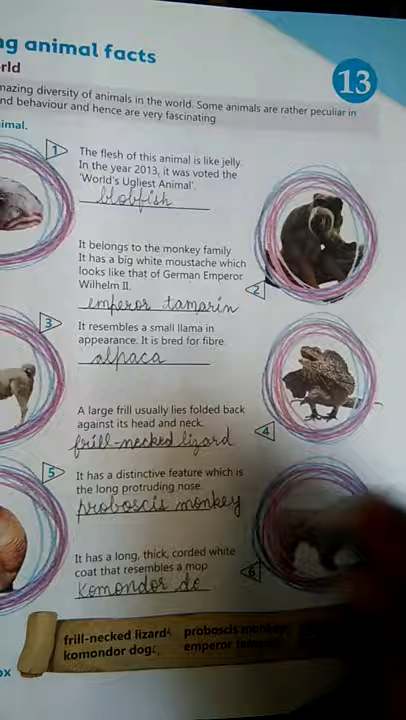 ng animal facts
13
rld
mazing diversity of animals in the world. Some animals are rather peculiar in
nd behaviour and hence are very fascinating
imal.
1
The flesh of this animal is like jelly.
In the year 2013, it was voted the
'World's Ugliest Animal'.
blobfish
It belongs to the monkey family
It has a big white moustache which
looks like that of German Emperor
Wilhelm II.
2
emperor tamarin
3
It resembles a small llama in
appearance. It is bred for fibre
alpaca
A large frill usually lies folded back
against its head and neck.
4
frill-necked lizard
5
It has a distinctive feature which is
the long protruding nose.
proboscis monkey
It has a long, thick, corded white
coat that resembles a mop
6
Komondor do
frill-necked lizard proboscis monkey
komondor dog emperor
ox